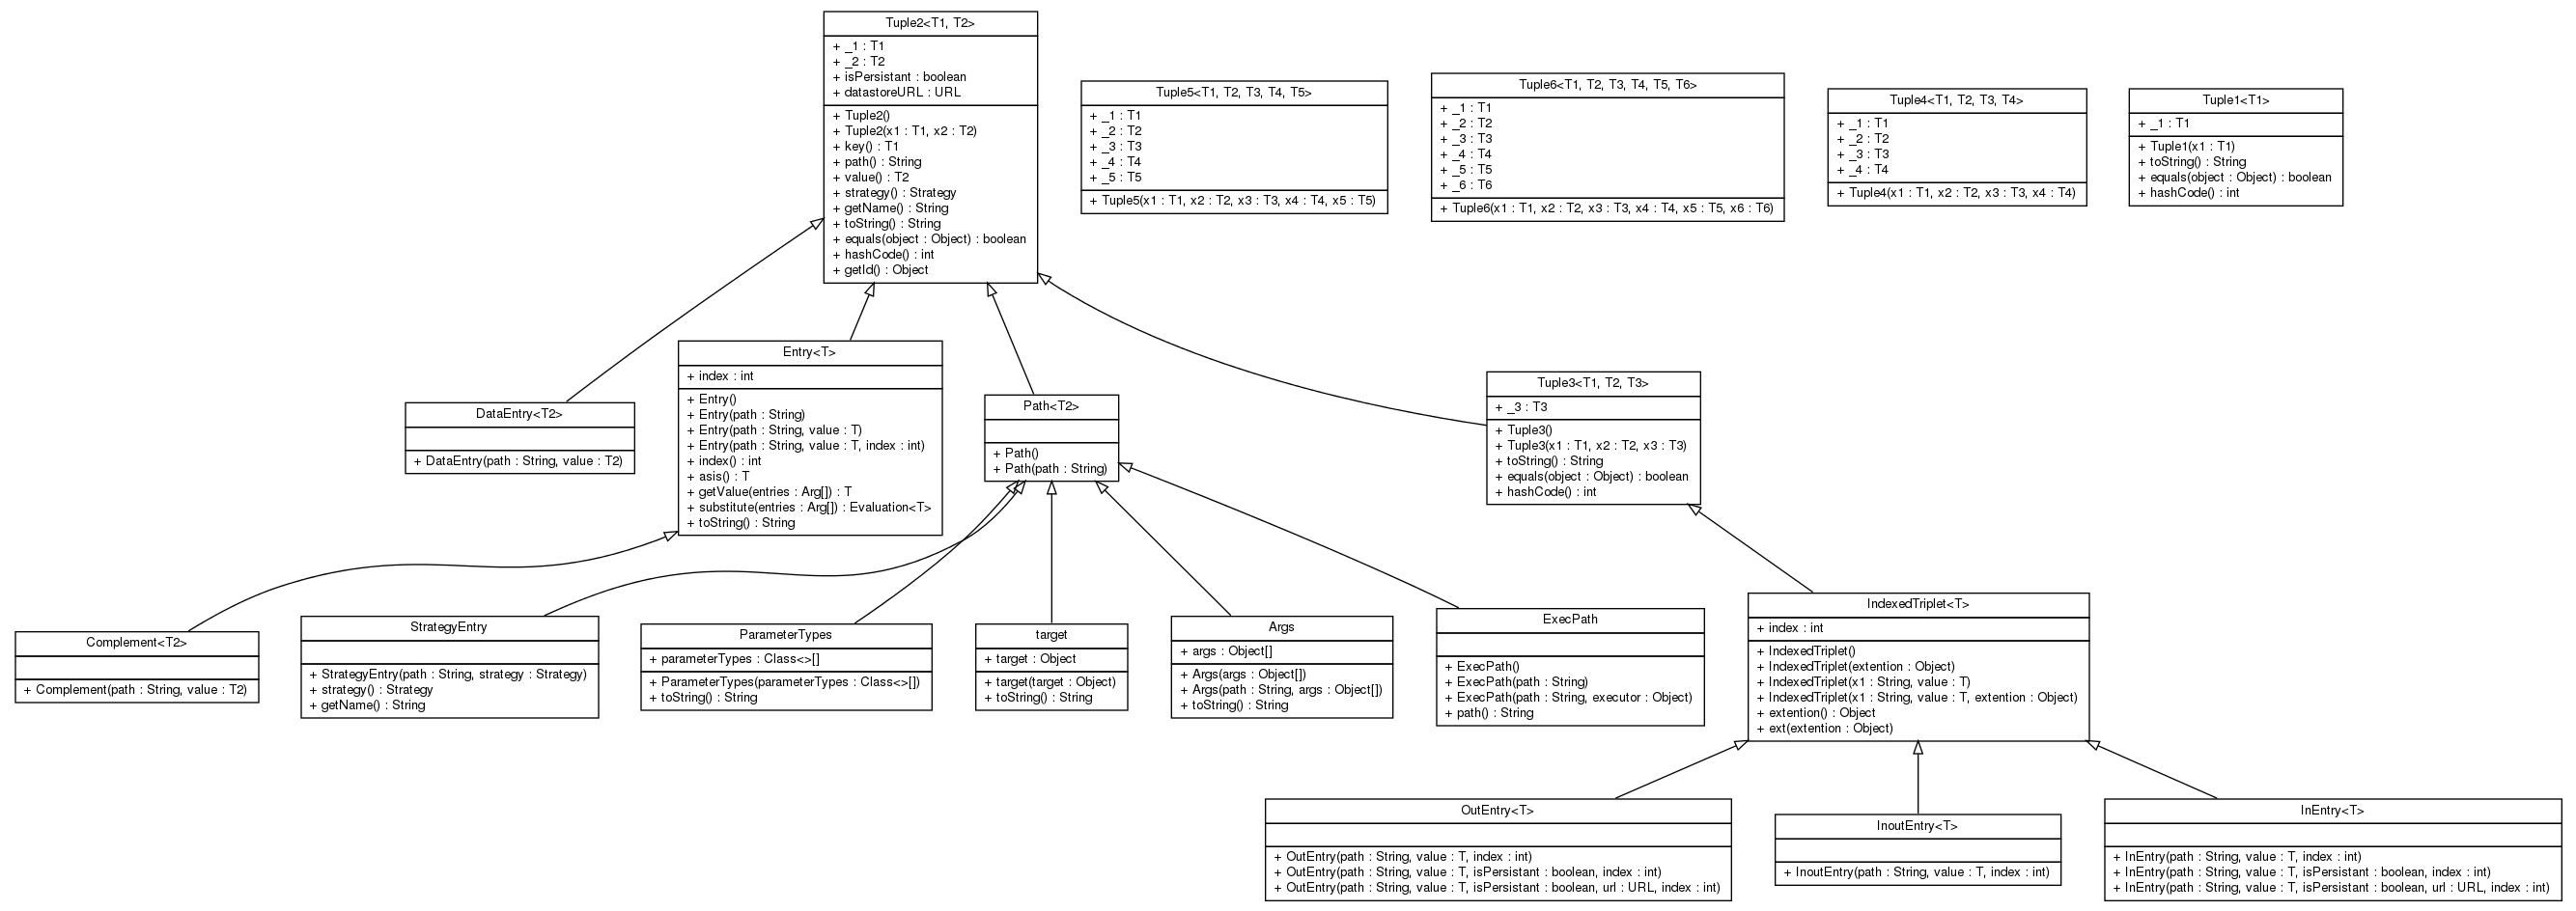 Tuple2<T1, T2>
+ _1 : T1
+ _2 : T2
+ isPersistant : boolean
+ datastoreURL : URL
+ Tuple2()
+ Tuple2(x1 : T1, x2 : T2)
+ key() : T1
+ path() : String
+ value() : T2
+ strategy() : Strategy
+ getName() : String
+ toString() : String
+ equals(object : Object) : boolean
+ hashCode() : int
+ getId() : Object
Tuple5<T1, T2, T3, T4, T5>
+ _1 : T1
+ _2 : T2
+ _3 : T3
+ _4 : T4
+ _5 : T5
+ Tuple5(x1 : T1, x2 : T2, x3 : T3, x4 : T4, x5 : T5)
Tuple6<T1, T2, T3, T4, T5, T6>
+ _1 : T1
+ _2 : T2
+ _3 : T3
+ _4 : T4
+ _5 : T5
+ _6 : T6
+ Tuple6(x1 : T1, x2 : T2, x3 : T3, x4 : T4, x5 : T5, x6 : T6)
Tuple4<T1, T2, T3, T4>
+ _1 : T1
+ _2 : T2
+ _3 : T3
+ _4 : T4
+ Tuple4(x1 : T1, x2 : T2, x3 : T3, x4 : T4)
Tuple1<T1>
+ _1 : T1
+ Tuple1(x1 : T1)
+ toString() : String
+ equals(object : Object) : boolean
+ hashCode() : int
DataEntry<T2>
+ DataEntry(path : String, value : T2)
Entry<T>
+ index : int
+ Entry()
+ Entry(path : String)
+ Entry(path : String, value : T)
+ Entry(path : String, value : T, index : int)
+ index() : int
+ asis() : T
+ getValue(entries : Arg[]) : T
+ substitute(entries : Arg[]) : Evaluation<T>
+ toString() : String
Path<T2>
+ Path()
+ Path(path : String)
Tuple3<T1, T2, T3>
+ _3 : T3
+ Tuple3()
+ Tuple3(x1 : T1, x2 : T2, x3 : T3)
+ toString() : String
+ equals(object : Object) : boolean
+ hashCode() : int
Complement<T2>
+ Complement(path : String, value : T2)
StrategyEntry
+ StrategyEntry(path : String, strategy : Strategy)
+ strategy() : Strategy
+ getName() : String
ParameterTypes
+ parameterTypes : Class<>[]
+ ParameterTypes(parameterTypes : Class<>[])
+ toString() : String
target
+ target : Object
+ target(target : Object)
+ toString() : String
Args
+ args : Object[]
+ Args(args : Object[])
+ Args(path : String, args : Object[])
+ toString() : String
ExecPath
+ ExecPath()
+ ExecPath(path : String)
+ ExecPath(path : String, executor : Object)
+ path() : String
IndexedTriplet<T>
+ index : int
+ IndexedTriplet()
+ IndexedTriplet(extention : Object)
+ IndexedTriplet(x1 : String, value : T)
+ IndexedTriplet(x1 : String, value : T, extention : Object)
+ extention() : Object
+ ext(extention : Object)
OutEntry<T>
+ OutEntry(path : String, value : T, index : int)
+ OutEntry(path : String, value : T, isPersistant : boolean, index : int)
+ OutEntry(path : String, value : T, isPersistant : boolean, url : URL, index : int)
InoutEntry<T>
+ InoutEntry(path : String, value : T, index : int)
InEntry<T>
+ InEntry(path : String, value : T, index : int)
+ InEntry(path : String, value : T, isPersistant : boolean, index : int)
+ InEntry(path : String, value : T, isPersistant : boolean, url : URL, index : int)